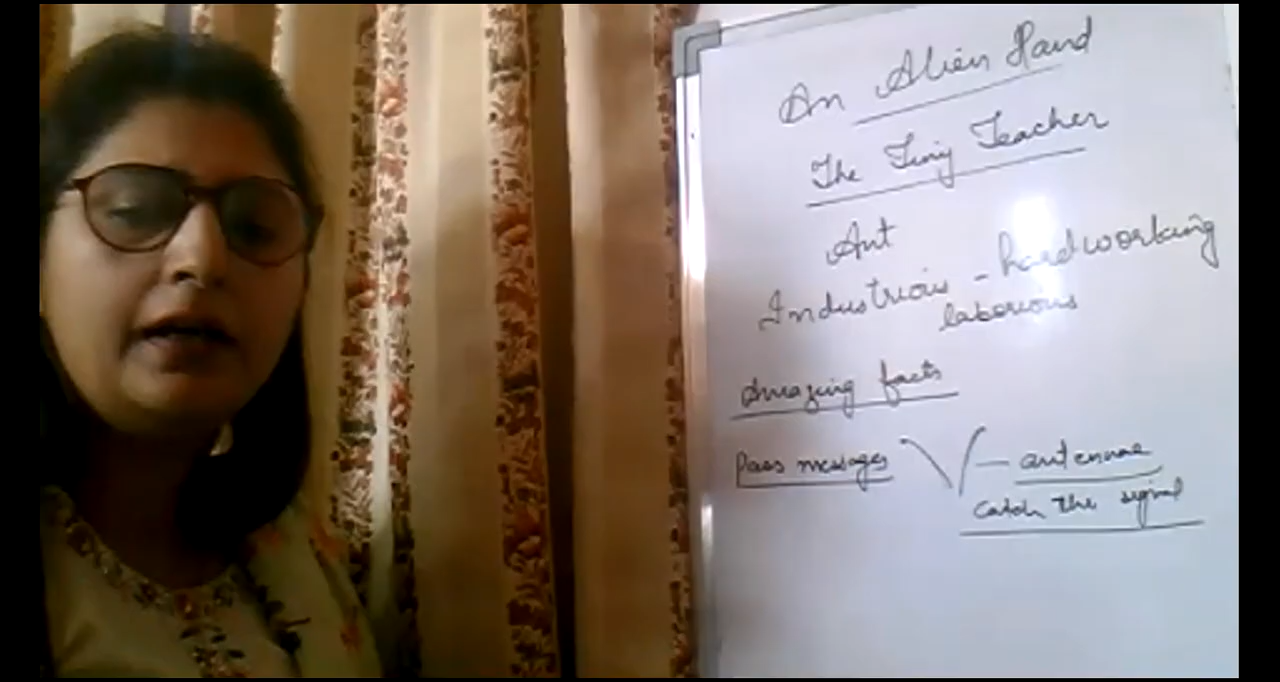 An Alien Hand
The Tiny Teacher
Ant
Industrious - hardworking
laborious
Amazing facts
Pass messages \/ - antennae
catch the signal